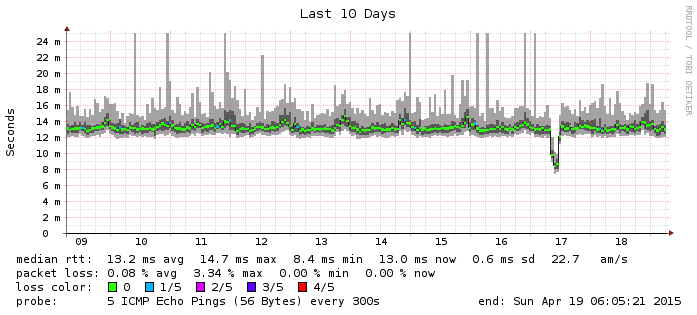 Last 10 Days
RRDTOOL / TOBI OETIKER
Seconds
24 m
22 m
20 m
18 m
16 m
14 m
12 m
10 m
8 m
6 m
4 m
2 m
0
09 10 11 12 13 14 15 16 17 18
median rtt: 13.2 ms avg 14.7 ms max 8.4 ms min 13.0 ms now 0.6 ms sd 22.7 am/s
packet loss: 0.08 % avg 3.34 % max 0.00 % min 0.00 % now
loss color: 0 1/5 2/5 3/5 4/5
probe: 5 ICMP Echo Pings (56 Bytes) every 300s end: Sun Apr 19 06:05:21 2015